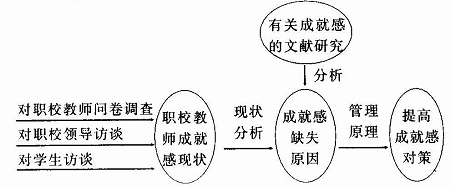 有关成就感
的文献研究
分析
对职校教师问卷调查
对职校领导访谈
对学生访谈
职校教
师成就
感现状
现状
分析
成就感
缺失
原因
管理
原理
提高
成就感
对策